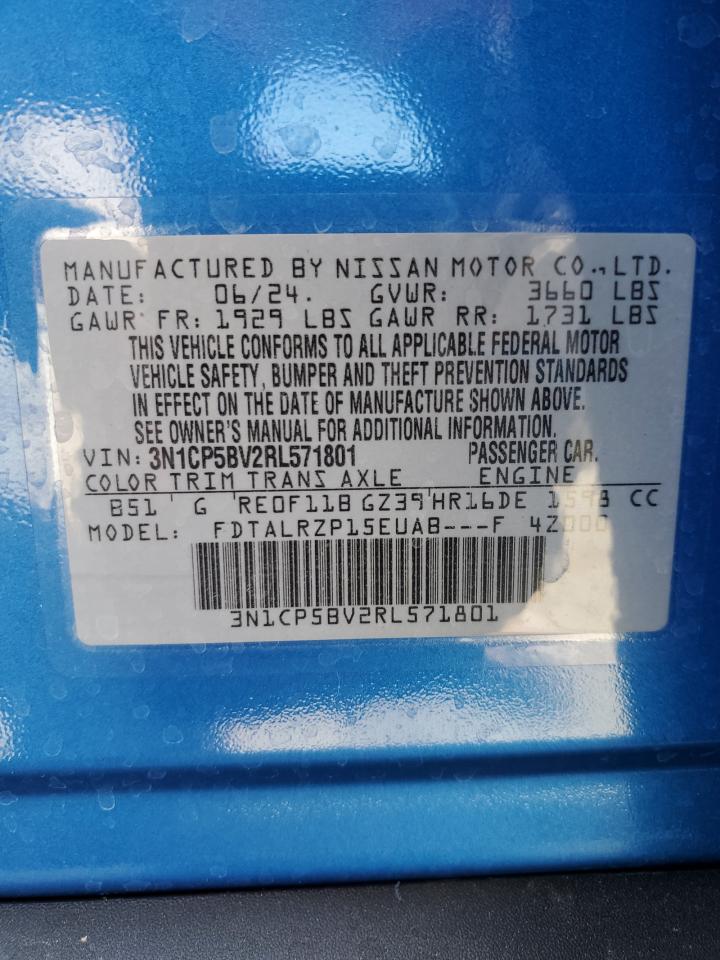 MANUFACTURED BY NISSAN MOTOR CO., LTD.
DATE: 06/24. GVWR: 3660 LBS
GAWR FR: 1929 LBS GAWR RR: 1731 LBS
THIS VEHICLE CONFORMS TO ALL APPLICABLE FEDERAL MOTOR
VEHICLE SAFETY, BUMPER AND THEFT PREVENTION STANDARDS
IN EFFECT ON THE DATE OF MANUFACTURE SHOWN ABOVE.
SEE OWNER'S MANUAL FOR ADDITIONAL INFORMATION.
VIN: 3N1CP5BV2RL571801 PASSENGER CAR.
COLOR TRIM TRANS AXLE ENGINE
B51 G RE0F11B GZ39 HR16DE 1598 CC
MODEL: FDTALRZP15EUAB---F 4Z000
3N1CP5BV2RL571801